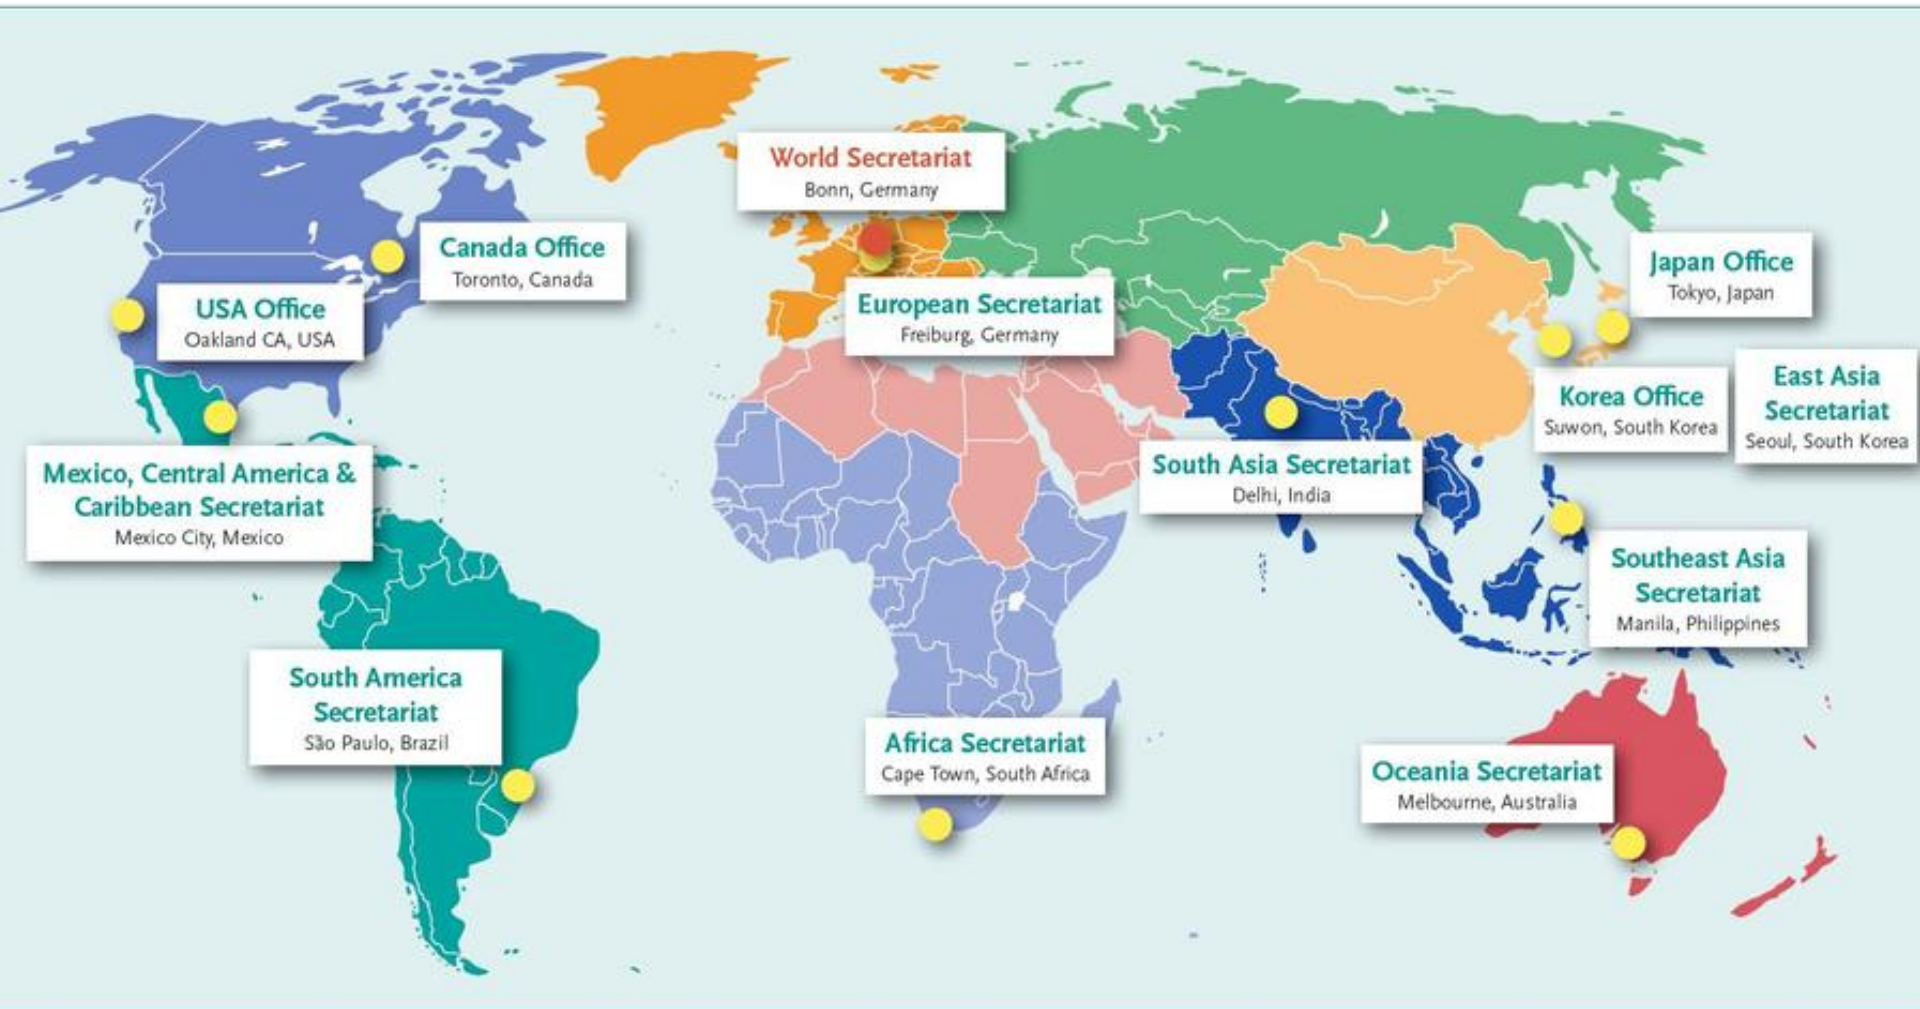 World Secretariat
Bonn, Germany
Canada Office
Toronto, Canada
USA Office
Oakland CA, USA
European Secretariat
Freiburg, Germany
Japan Office
Tokyo, Japan
Korea Office
Suwon, South Korea
East Asia
Secretariat
Seoul, South Korea
Mexico, Central America &
Caribbean Secretariat
Mexico City, Mexico
South Asia Secretariat
Delhi, India
Southeast Asia
Secretariat
Manila, Philippines
South America
Secretariat
São Paulo, Brazil
Africa Secretariat
Cape Town, South Africa
Oceania Secretariat
Melbourne, Australia